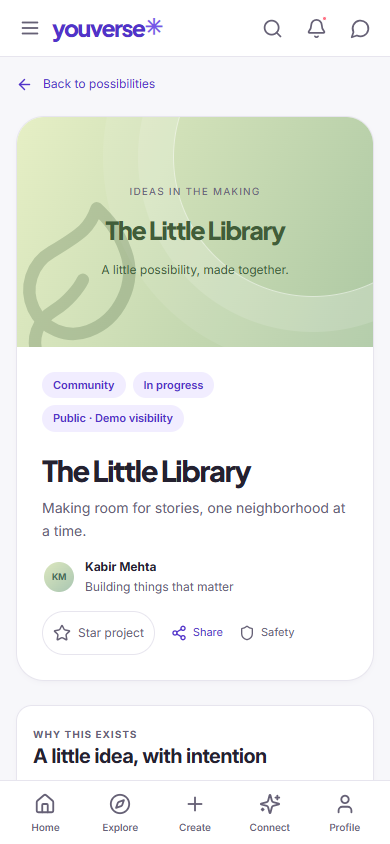 youverse
Back to possibilities
IDEAS IN THE MAKING
The Little Library
A little possibility, made together.
Community
In progress
Public · Demo visibility
The Little Library
Making room for stories, one neighborhood at
a time.
KM
Kabir Mehta
Building things that matter
Star project
Share
Safety
WHY THIS EXISTS
A little idea, with intention
Home
Explore
Create
Connect
Profile